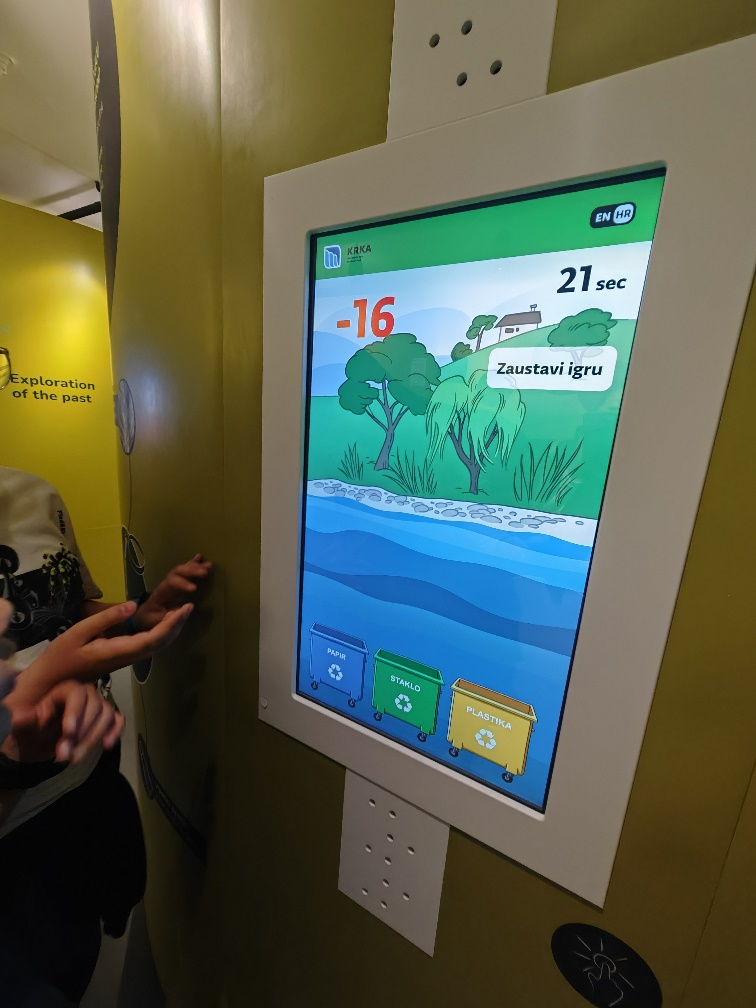 EN HR
KRKA
21 sec
-16
Zaustavi igru
Exploration
of the past
PAPIR
STAKLO
PLASTIKA